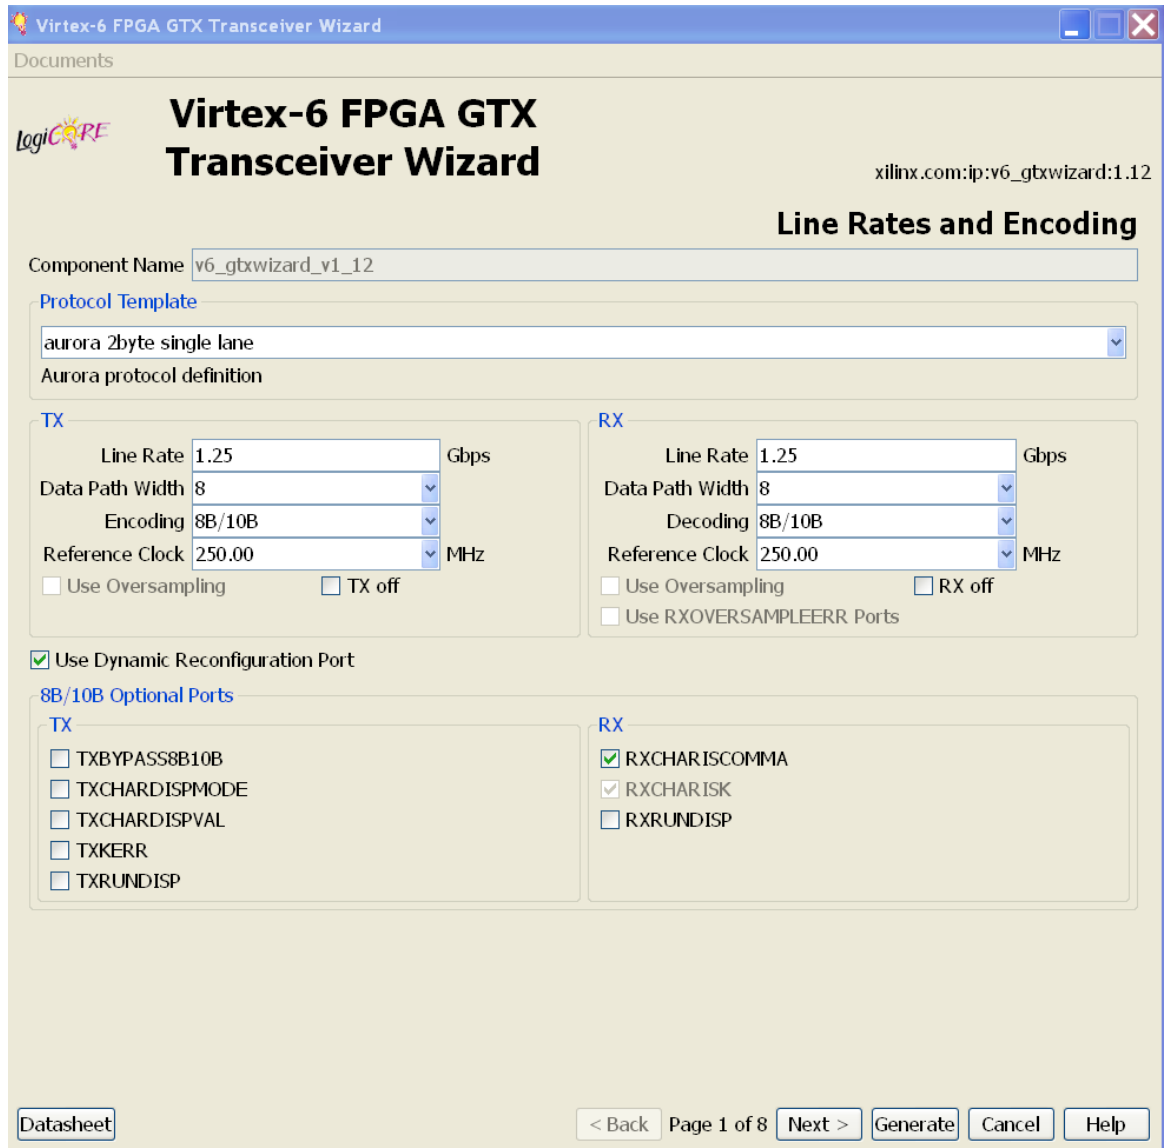 Virtex-6 FPGA GTX Transceiver Wizard
Documents
LogiCORE
Virtex-6 FPGA GTX
Transceiver Wizard
xilinx.com:ip:v6_gtxwizard:1.12
Line Rates and Encoding
Component Name v6_gtxwizard_v1_12
Protocol Template
aurora 2byte single lane
Aurora protocol definition
TX
Line Rate 1.25 Gbps
Data Path Width 8
Encoding 8B/10B
Reference Clock 250.00 MHz
Use Oversampling TX off
RX
Line Rate 1.25 Gbps
Data Path Width 8
Decoding 8B/10B
Reference Clock 250.00 MHz
Use Oversampling RX off
Use RXOVERSAMPLEERR Ports
Use Dynamic Reconfiguration Port
8B/10B Optional Ports
TX
TXBYPASS8B10B
TXCHARDISPMODE
TXCHARDISPVAL
TXKERR
TXRUNDISP
RX
RXCHARISCOMMA
RXCHARISK
RXRUNDISP
Datasheet < Back Page 1 of 8 Next > Generate Cancel Help